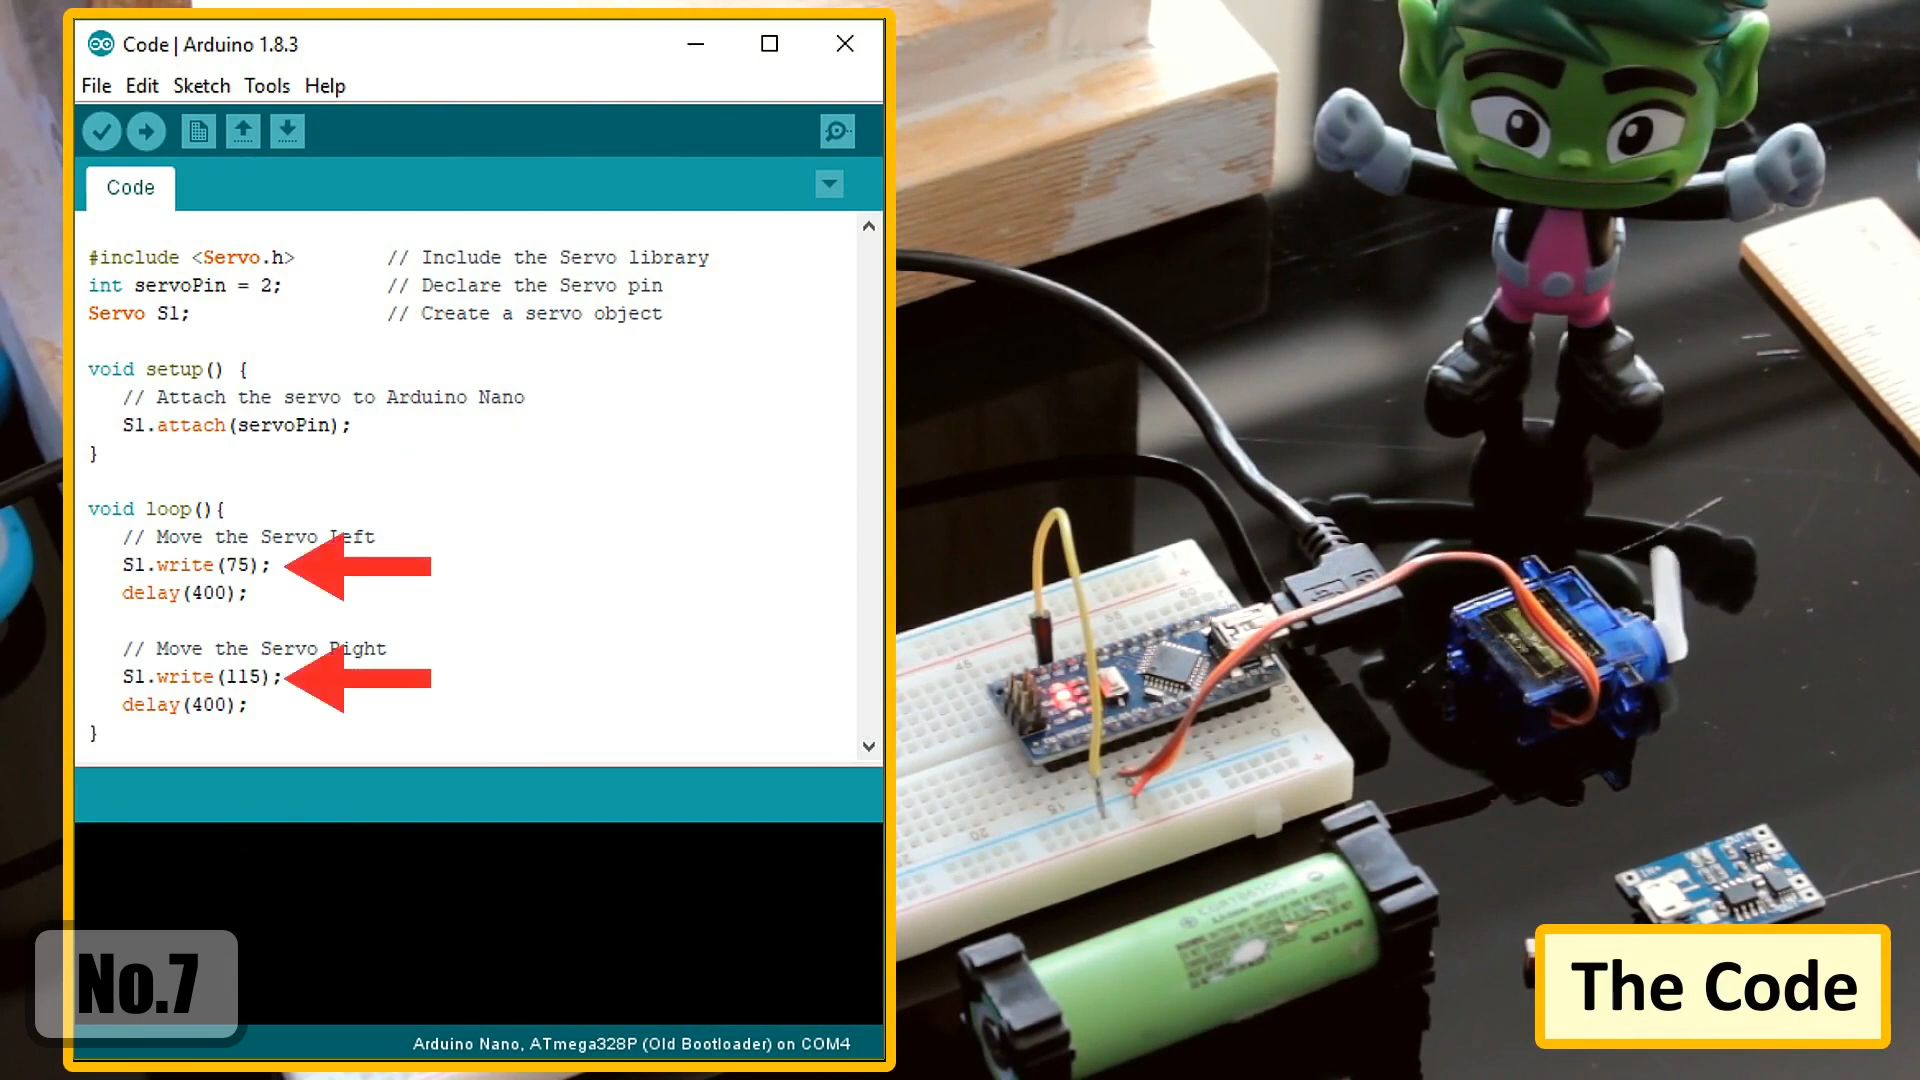 Code | Arduino 1.8.3
File Edit Sketch Tools Help
Code
#include <Servo.h> // Include the Servo library
int servoPin = 2; // Declare the Servo pin
Servo S1; // Create a servo object
void setup() {
// Attach the servo to Arduino Nano
S1.attach(servoPin);
}
void loop(){
// Move the Servo Left
S1.write(75);
delay(400);
// Move the Servo Right
S1.write(115);
delay(400);
}
Arduino Nano, ATmega328P (Old Bootloader) on COM4
No.7
The Code